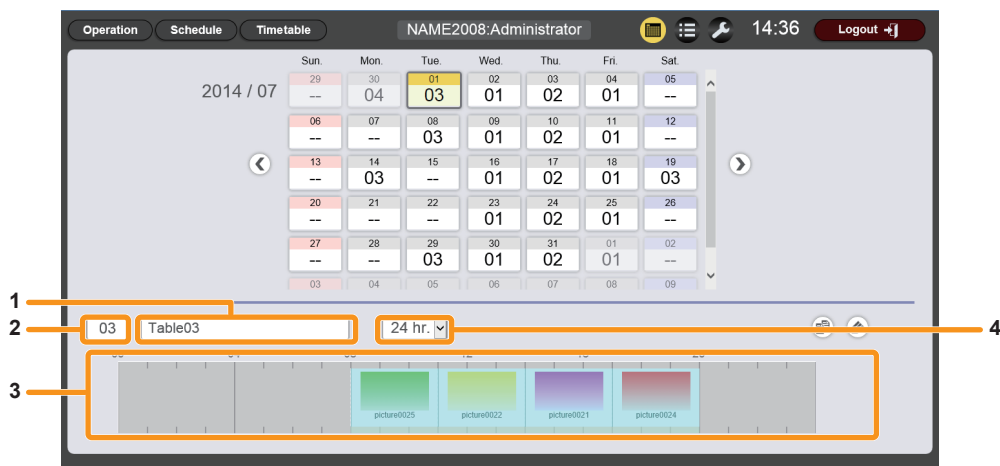 Operation Schedule Timetable NAME2008:Administrator 14:36 Logout
Sun. Mon. Tue. Wed. Thu. Fri. Sat.
2014 / 07
29 30 01 02 03 04 05
-- 04 03 01 02 01 --
06 07 08 09 10 11 12
-- -- 03 01 02 01 --
13 14 15 16 17 18 19
-- 03 -- 01 02 01 03
20 21 22 23 24 25 26
-- -- -- 01 02 01 --
27 28 29 30 31 01 02
-- -- 03 01 02 01 --
03 04 05 06 07 08 09
1
2 03 Table03 24 hr. 4
3
picture0025 picture0022 picture0021 picture0024